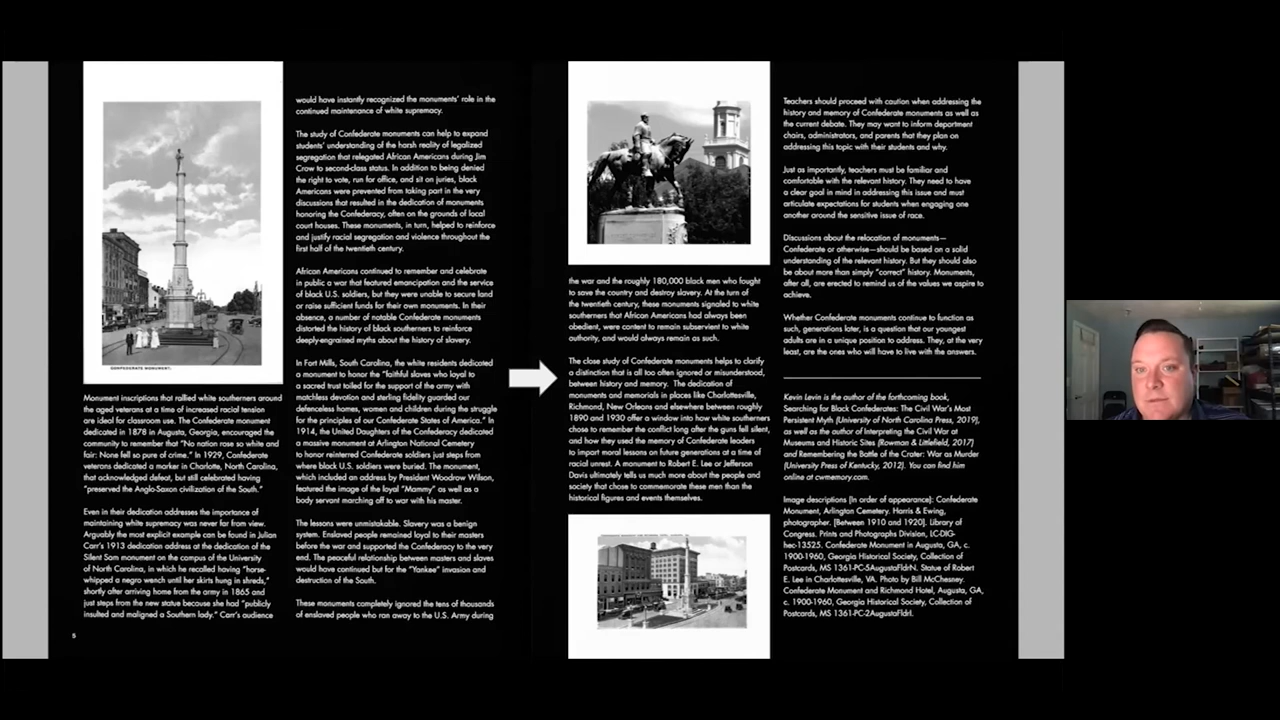 CONFEDERATE MONUMENT.
Monument inscriptions that rallied white southerners around
the aged veterans at a time of increased racial tension
are ideal for classroom use. The Confederate monument
dedicated in 1878 in Augusta, Georgia, encouraged the
community to remember that "No nation rose so white and
fair: None fell so pure of crime." In 1929, Confederate
veterans dedicated a marker in Charlotte, North Carolina,
that acknowledged defeat, but still celebrated having
"preserved the Anglo-Saxon civilization of the South."
Even in their dedication addresses the importance of
maintaining white supremacy was never far from view.
Arguably the most explicit example can be found in Julian
Carr's 1913 dedication address at the dedication of the
Silent Sam monument on the campus of the University
of North Carolina, in which he recalled having "horse-
whipped a negro wench until her skirts hung in shreds,"
shortly after arriving home from the army in 1865 and
just steps from the new statue because she had "publicly
insulted and maligned a Southern lady." Carr's audience
5
would have instantly recognized the monuments' role in the
continued maintenance of white supremacy.
The study of Confederate monuments can help to expand
students' understanding of the harsh reality of legalized
segregation that relegated African Americans during Jim
Crow to second-class status. In addition to being denied
the right to vote, run for office, and sit on juries, black
Americans were prevented from taking part in the very
discussions that resulted in the dedication of monuments
honoring the Confederacy, often on the grounds of local
court houses. These monuments, in turn, helped to reinforce
and justify racial segregation and violence throughout the
first half of the twentieth century.
African Americans continued to remember and celebrate
in public a war that featured emancipation and the service
of black U.S. soldiers, but they were unable to secure land
or raise sufficient funds for their own monuments. In their
absence, a number of notable Confederate monuments
distorted the history of black southerners to reinforce
deeply-engrained myths about the history of slavery.
In Fort Mills, South Carolina, the white residents dedicated
a monument to honor the "faithful slaves who loyal to
a sacred trust toiled for the support of the army with
matchless devotion and sterling fidelity guarded our
defenceless homes, women and children during the struggle
for the principles of our Confederate States of America." In
1914, the United Daughters of the Confederacy dedicated
a massive monument at Arlington National Cemetery
to honor reinterred Confederate soldiers just steps from
where black U.S. soldiers were buried. The monument,
which included an address by President Woodrow Wilson,
featured the image of the loyal "Mammy" as well as a
body servant marching off to war with his master.
The lessons were unmistakable. Slavery was a benign
system. Enslaved people remained loyal to their masters
before the war and supported the Confederacy to the very
end. The peaceful relationship between masters and slaves
would have continued but for the "Yankee" invasion and
destruction of the South.
These monuments completely ignored the tens of thousands
of enslaved people who ran away to the U.S. Army during
the war and the roughly 180,000 black men who fought
to save the country and destroy slavery. At the turn of
the twentieth century, these monuments signaled to white
southerners that African Americans had always been
obedient, were content to remain subservient to white
authority, and would always remain as such.
The close study of Confederate monuments helps to clarify
a distinction that is all too often ignored or misunderstood,
between history and memory. The dedication of
monuments and memorials in places like Charlottesville,
Richmond, New Orleans and elsewhere between roughly
1890 and 1930 offer a window into how white southerners
chose to remember the conflict long after the guns fell silent,
and how they used the memory of Confederate leaders
to impart moral lessons on future generations at a time of
racial unrest. A monument to Robert E. Lee or Jefferson
Davis ultimately tells us much more about the people and
society that chose to commemorate these men than the
historical figures and events themselves.
Teachers should proceed with caution when addressing the
history and memory of Confederate monuments as well as
the current debate. They may want to inform department
chairs, administrators, and parents that they plan on
addressing this topic with their students and why.
Just as importantly, teachers must be familiar and
comfortable with the relevant history. They need to have
a clear goal in mind in addressing this issue and must
articulate expectations for students when engaging one
another around the sensitive issue of race.
Discussions about the relocation of monuments—
Confederate or otherwise—should be based on a solid
understanding of the relevant history. But they should also
be about more than simply "correct" history. Monuments,
after all, are erected to remind us of the values we aspire to
achieve.
Whether Confederate monuments continue to function as
such, generations later, is a question that our youngest
adults are in a unique position to address. They, at the very
least, are the ones who will have to live with the answers.
Kevin Levin is the author of the forthcoming book,
Searching for Black Confederates: The Civil War's Most
Persistent Myth (University of North Carolina Press, 2019),
as well as the author of Interpreting the Civil War at
Museums and Historic Sites (Rowman & Littlefield, 2017)
and Remembering the Battle of the Crater: War as Murder
(University Press of Kentucky, 2012). You can find him
online at cwmemory.com.
Image descriptions [In order of appearance]: Confederate
Monument, Arlington Cemetery. Harris & Ewing,
photographer. [Between 1910 and 1920]. Library of
Congress. Prints and Photographs Division, LC-DIG-
hec-13525. Confederate Monument in Augusta, GA, c.
1900-1960, Georgia Historical Society, Collection of
Postcards, MS 1361-PC-5AugustaFldrN. Statue of Robert
E. Lee in Charlottesville, VA. Photo by Bill McChesney.
Confederate Monument and Richmond Hotel, Augusta, GA,
c. 1900-1960, Georgia Historical Society, Collection of
Postcards, MS 1361-PC-2AugustaFldrl.